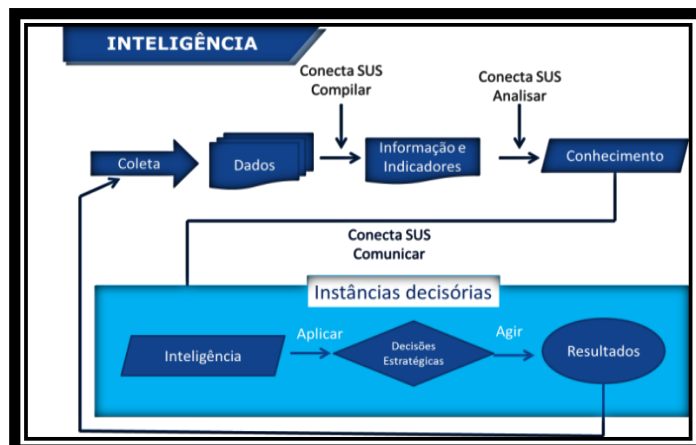 INTELIGÊNCIA
Conecta SUS
Compilar
Conecta SUS
Analisar
Coleta
Dados
Informação e
Indicadores
Conhecimento
Conecta SUS
Comunicar
Instâncias decisórias
Inteligência
Aplicar
Decisões
Estratégicas
Agir
Resultados